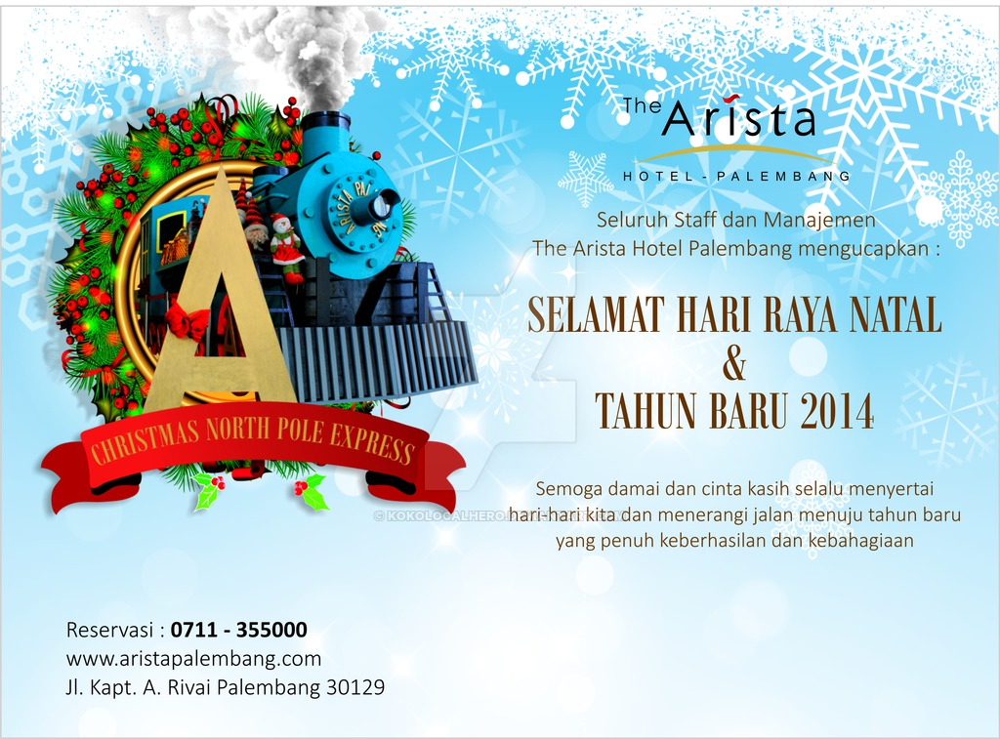 The Arista
HOTEL - PALEMBANG
Seluruh Staff dan Manajemen
The Arista Hotel Palembang mengucapkan :
SELAMAT HARI RAYA NATAL
&
TAHUN BARU 2014
Semoga damai dan cinta kasih selalu menyertai
hari-hari kita dan menerangi jalan menuju tahun baru
yang penuh keberhasilan dan kebahagiaan
ARISTA
A
CHRISTMAS NORTH POLE EXPRESS
© KOKOLOCALHERO
Reservasi : 0711 - 355000
www.aristapalembang.com
Jl. Kapt. A. Rivai Palembang 30129